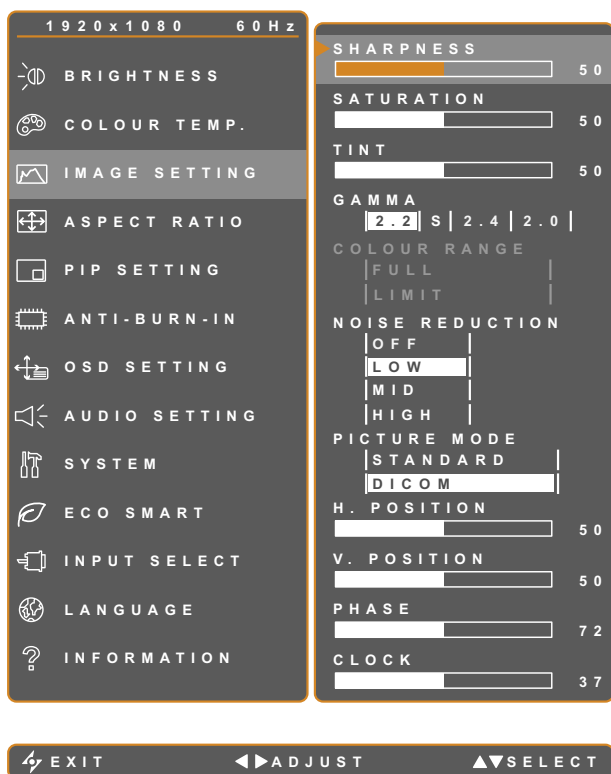 1920x1080 60Hz
BRIGHTNESS
COLOUR TEMP.
IMAGE SETTING
ASPECT RATIO
PIP SETTING
ANTI-BURN-IN
OSD SETTING
AUDIO SETTING
SYSTEM
ECO SMART
INPUT SELECT
LANGUAGE
INFORMATION
SHARPNESS
50
SATURATION
50
TINT
50
GAMMA
2.2 S 2.4 2.0
COLOUR RANGE
FULL
LIMIT
NOISE REDUCTION
OFF
LOW
MID
HIGH
PICTURE MODE
STANDARD
DICOM
H. POSITION
50
V. POSITION
50
PHASE
72
CLOCK
37
EXIT ADJUST SELECT